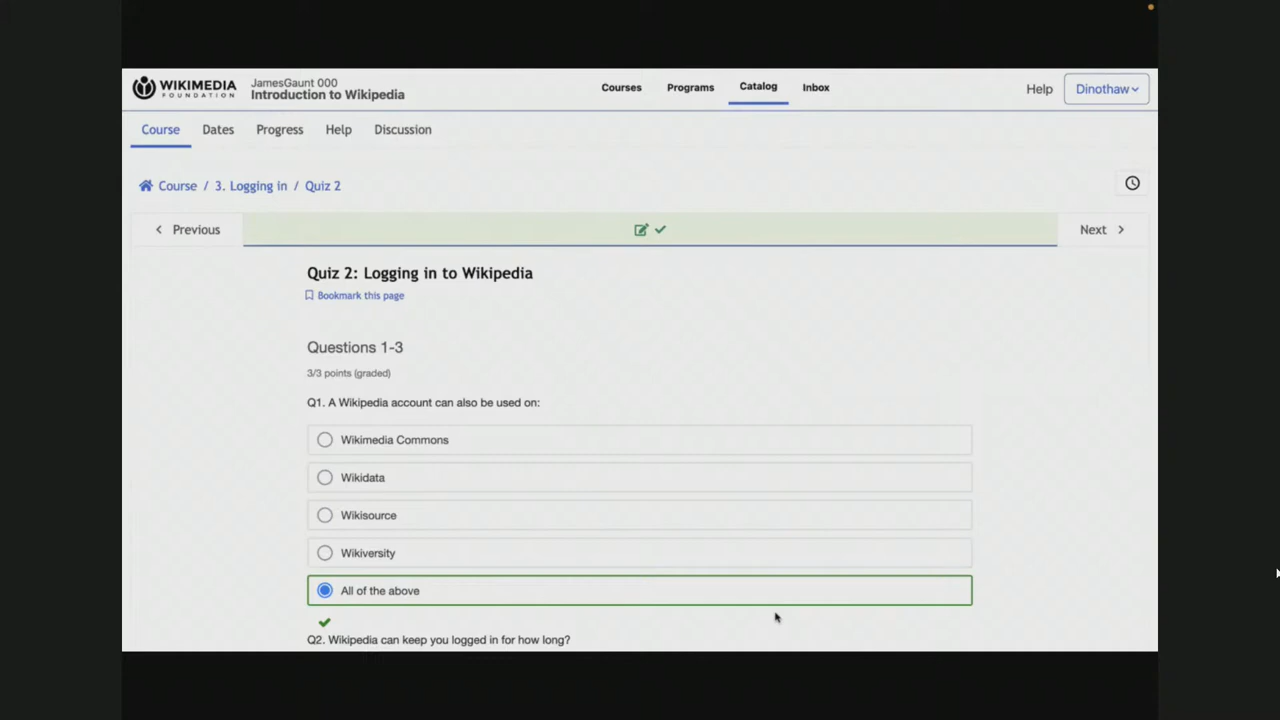 WIKIMEDIA
FOUNDATION
JamesGaunt 000
Introduction to Wikipedia
Courses
Programs
Catalog
Inbox
Help
Dinothaw
Course
Dates
Progress
Help
Discussion
Course / 3. Logging in / Quiz 2
Previous
Next
Quiz 2: Logging in to Wikipedia
Bookmark this page
Questions 1-3
3/3 points (graded)
Q1. A Wikipedia account can also be used on:
Wikimedia Commons
Wikidata
Wikisource
Wikiversity
All of the above
Q2. Wikipedia can keep you logged in for how long?